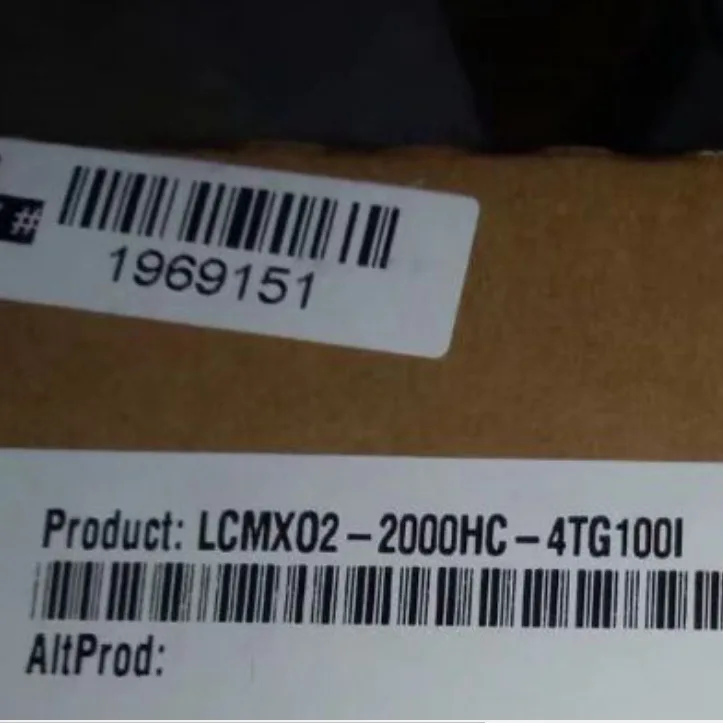 #
1969151
Product: LCMXO2-2000HC-4TG100I
AltProd: